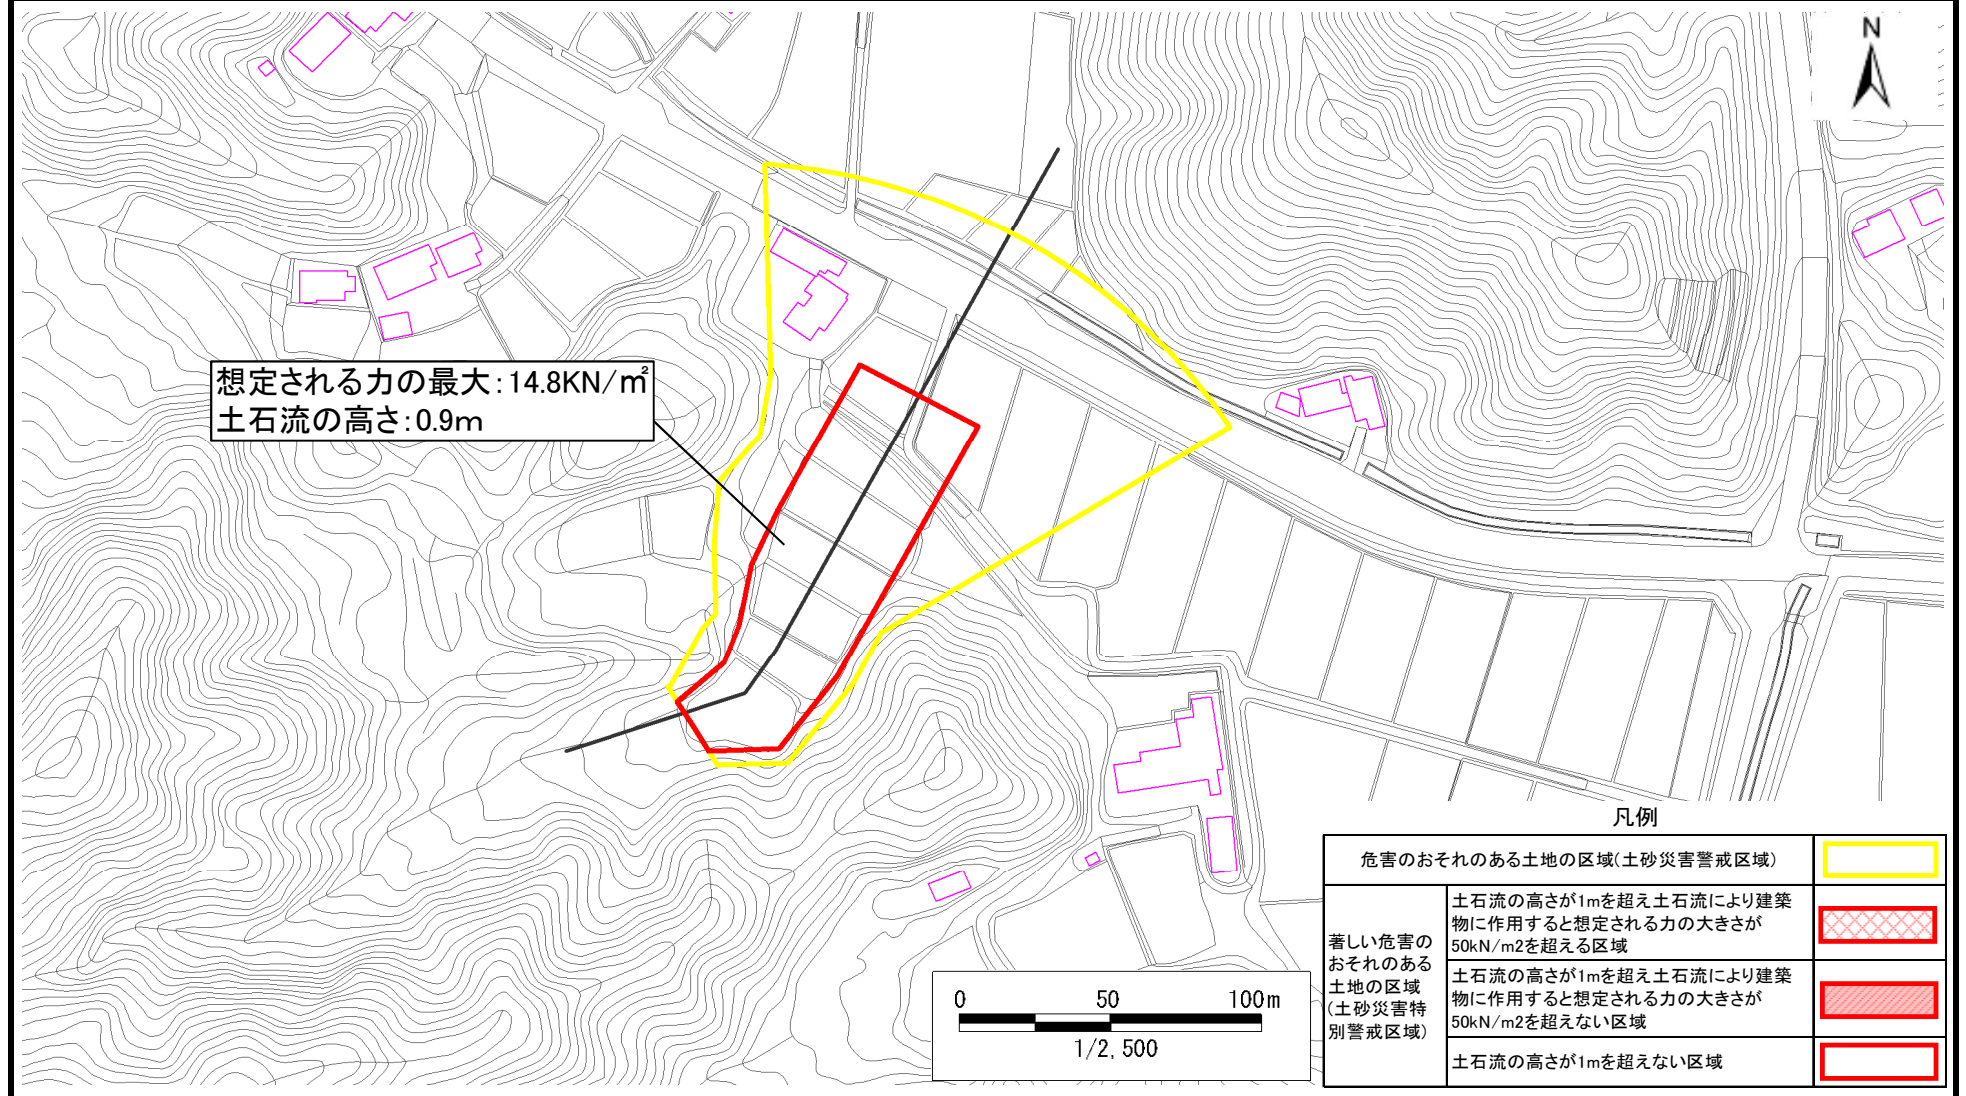 N
想定される力の最大:14.8KN/㎡
土石流の高さ:0.9m
凡例
危害のおそれのある土地の区域(土砂災害警戒区域)
著しい危害の
おそれのある
土地の区域
(土砂災害特
別警戒区域)
土石流の高さが1mを超え土石流により建築
物に作用すると想定される力の大きさが
50kN/m2を超える区域
土石流の高さが1mを超え土石流により建築
物に作用すると想定される力の大きさが
50kN/m2を超えない区域
土石流の高さが1mを超えない区域
0 50 100m
1/2,500